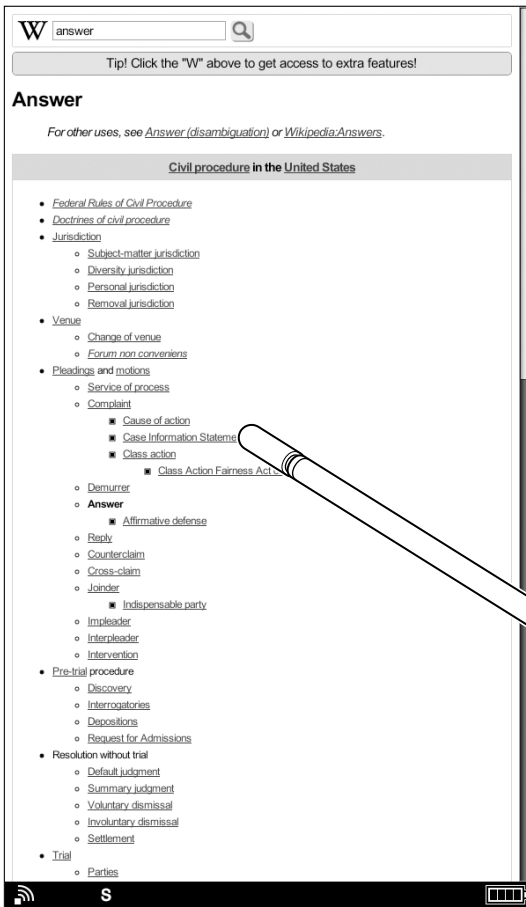 W answer
Tip! Click the "W" above to get access to extra features!
Answer
For other uses, see Answer (disambiguation) or Wikipedia:Answers.
Civil procedure in the United States
Federal Rules of Civil Procedure
Doctrines of civil procedure
Jurisdiction
Subject-matter jurisdiction
Diversity jurisdiction
Personal jurisdiction
Removal jurisdiction
Venue
Change of venue
Forum non conveniens
Pleadings and motions
Service of process
Complaint
Cause of action
Case Information Stateme
Class action
Class Action Fairness Act
Demurrer
Answer
Affirmative defense
Reply
Counterclaim
Cross-claim
Joinder
Indispensable party
Impleader
Interpleader
Intervention
Pre-trial procedure
Discovery
Interrogatories
Depositions
Request for Admissions
Resolution without trial
Default judgment
Summary judgment
Voluntary dismissal
Involuntary dismissal
Settlement
Trial
Parties
S